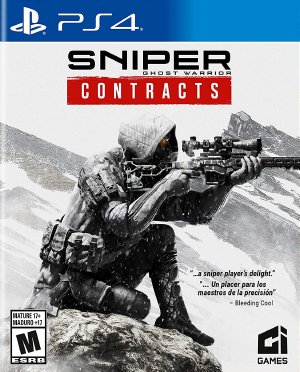 PS4
SNIPER
GHOST WARRIOR
CONTRACTS
"...a sniper player's delight."
"... Un placer para los
maestros de la precisión"
– Bleeding Cool
MATURE 17+
MADURO +17
M
ESRB
CI
GAMES